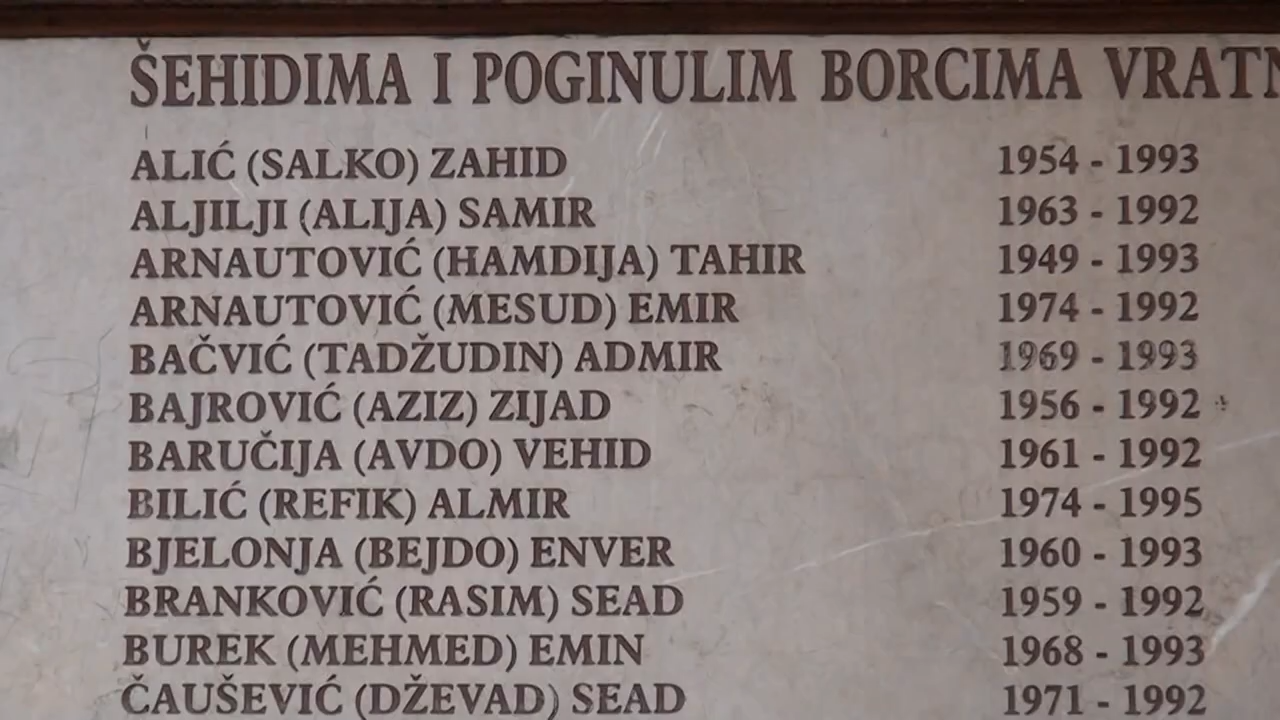 ŠEHIDIMA I POGINULIM BORCIMA
ALIĆ (SALKO) ZAHID 1954 - 1993
ALJILJI (ALIJA) SAMIR 1963 - 1992
ARNAUTOVIĆ (HAMDIJA) TAHIR 1949 - 1993
ARNAUTOVIĆ (MESUD) EMIR 1974 - 1992
BAČVIĆ (TADŽUDIN) ADMIR 1969 - 1993
BAJROVIĆ (AZIZ) ZIJAD 1956 - 1992
BARUČIJA (AVDO) VEHID 1961 - 1992
BILIĆ (REFIK) ALMIR 1974 - 1995
BJELONJA (BEJDO) ENVER 1960 - 1993
BRANKOVIĆ (RASIM) SEAD 1959 - 1992
BUREK (MEHMED) EMIN 1968 - 1993
ČAUŠEVIĆ (DŽEVAD) SEAD 1971 - 1992